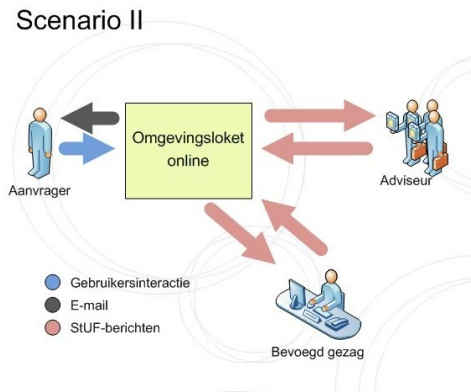 Scenario II
Omgevingsloket
online
Aanvrager
Adviseur
Gebruikersinteractie
E-mail
StUF-berichten
Bevoegd gezag